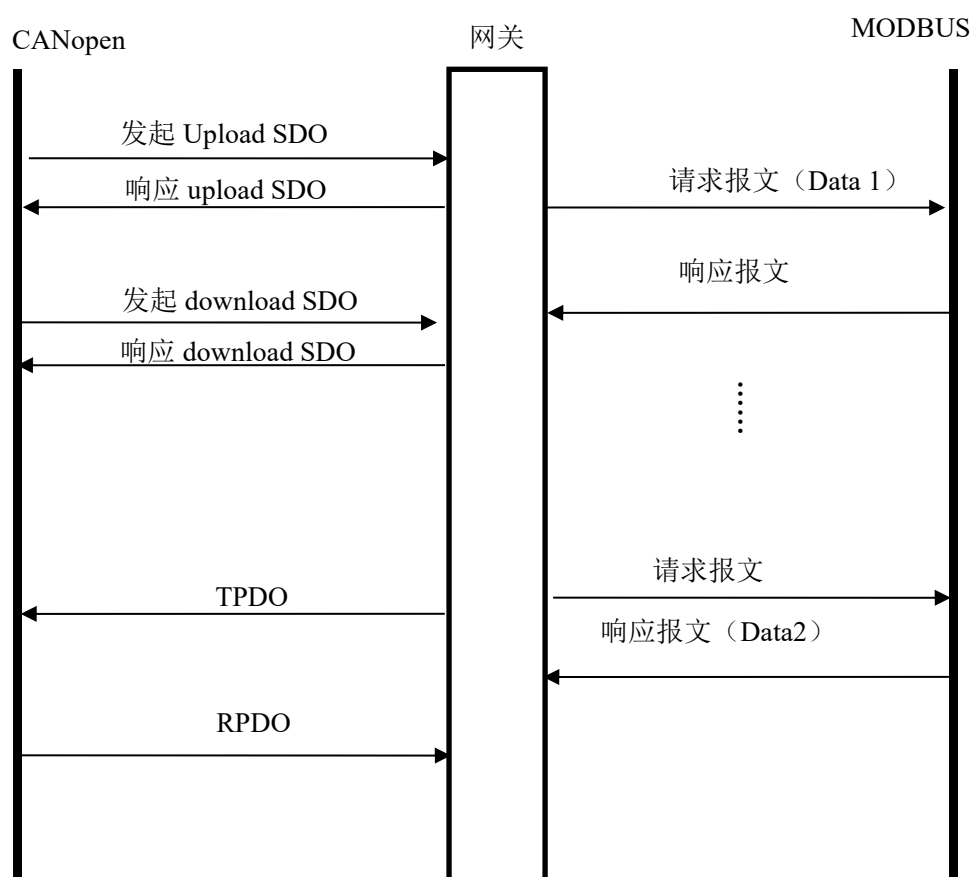 CANopen
网关
MODBUS
发起 Upload SDO
响应 upload SDO
请求报文（Data 1）
响应报文
发起 download SDO
响应 download SDO
请求报文
TPDO
响应报文（Data2）
RPDO